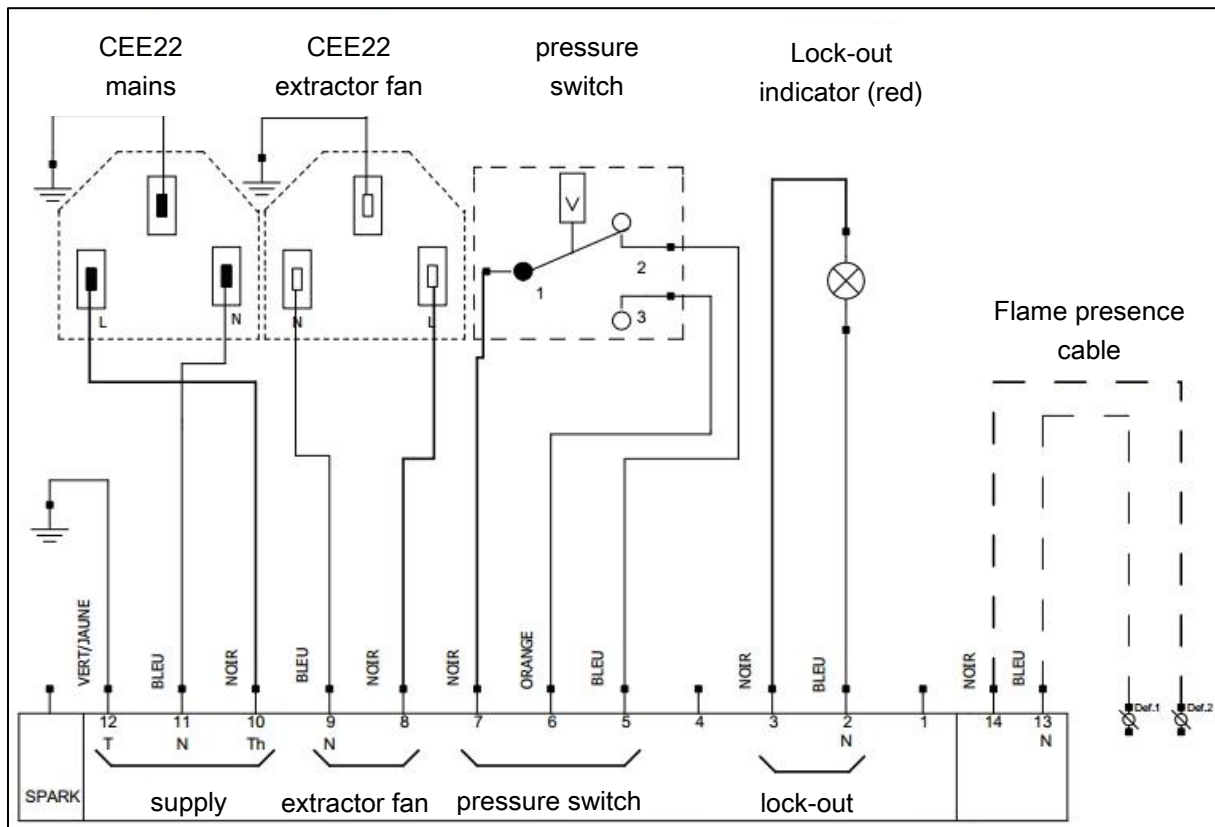 CEE22
mains
CEE22
extractor fan
pressure
switch
Lock-out
indicator (red)
L
N
N
L
V
1
2
3
Flame presence
cable
VERT/JAUNE
BLEU
NOIR
BLEU
NOIR
NOIR
ORANGE
BLEU
NOIR
BLEU
NOIR
BLEU
Def.1
Def.2
12
11
10
9
8
7
6
5
4
3
2
1
14
13
T
N
Th
N
N
N
SPARK
supply
extractor fan
pressure switch
lock-out